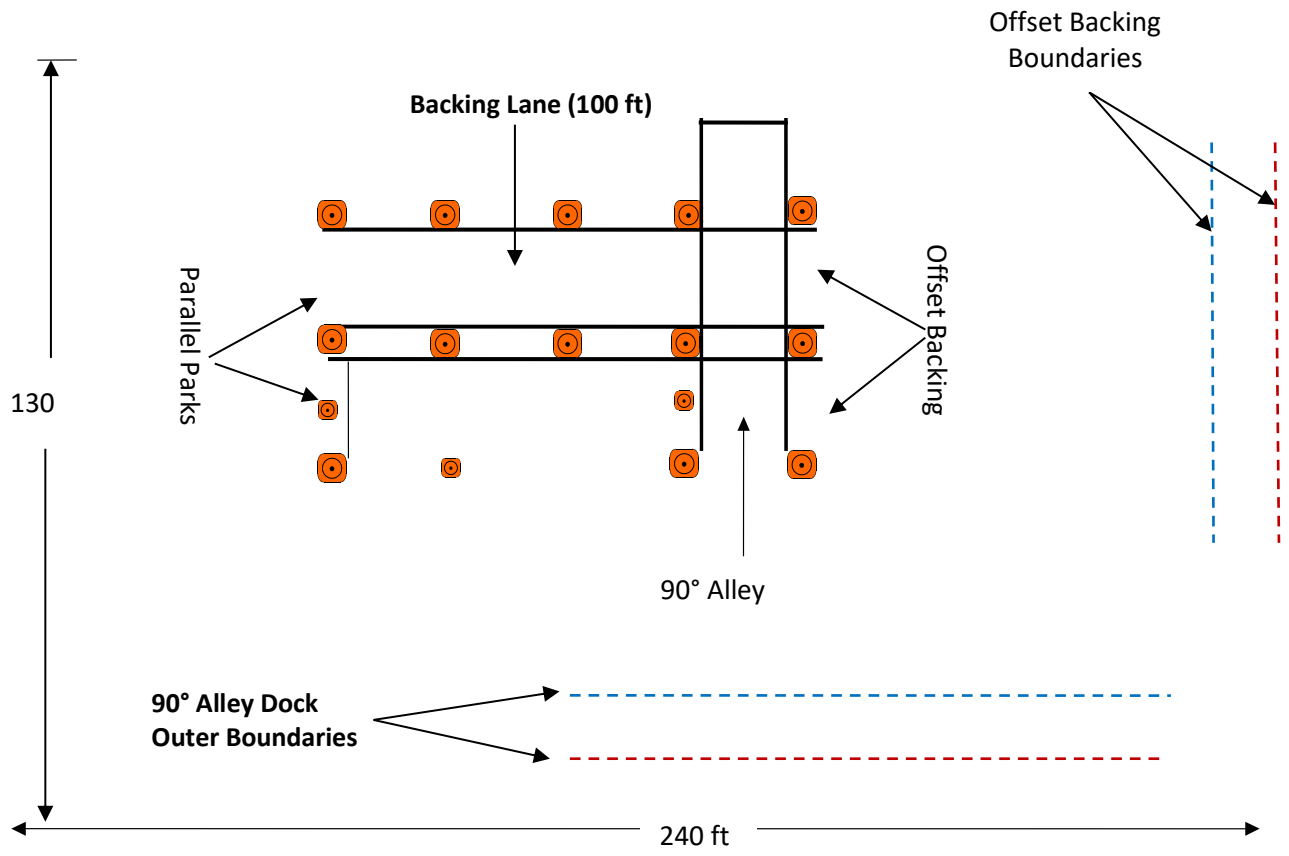 Offset Backing
Boundaries
Backing Lane (100 ft)
Parallel Parks
Offset Backing
130
90° Alley
90° Alley Dock
Outer Boundaries
240 ft